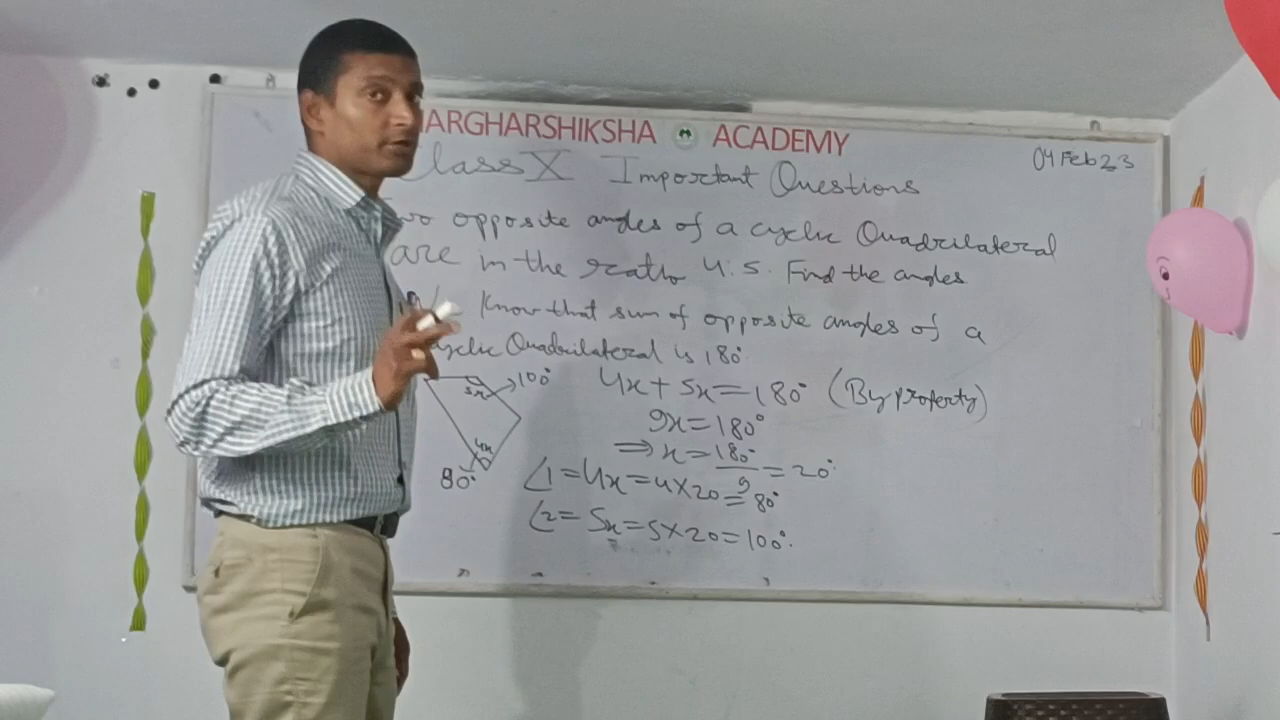 HARGHARSHIKSHA ACADEMY
04 Feb 23
Class X Important Questions
wo opposite angles of a cyclic Quadrilateral
are in the ratio 4:5. Find the angles
Know that sum of opposite angles of a
cyclic Quadrilateral is 180°
5x
100°
4x
80°
4x + 5x = 180° (By property)
9x = 180°
⇒ x = 180°/9 = 20°
∠1 = 4x = 4×20 = 80°
∠2 = 5x = 5×20 = 100°.